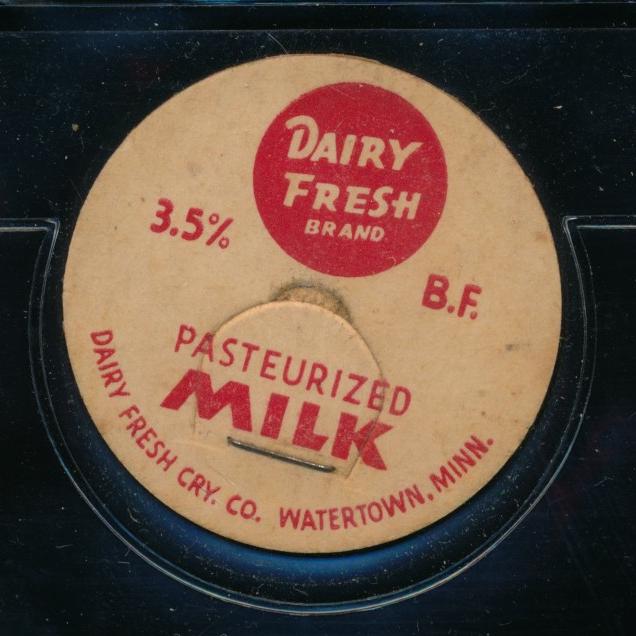 DAIRY
FRESH
BRAND
3.5% B.F.
PASTEURIZED
MILK
DAIRY FRESH CRY. CO. WATERTOWN, MINN.